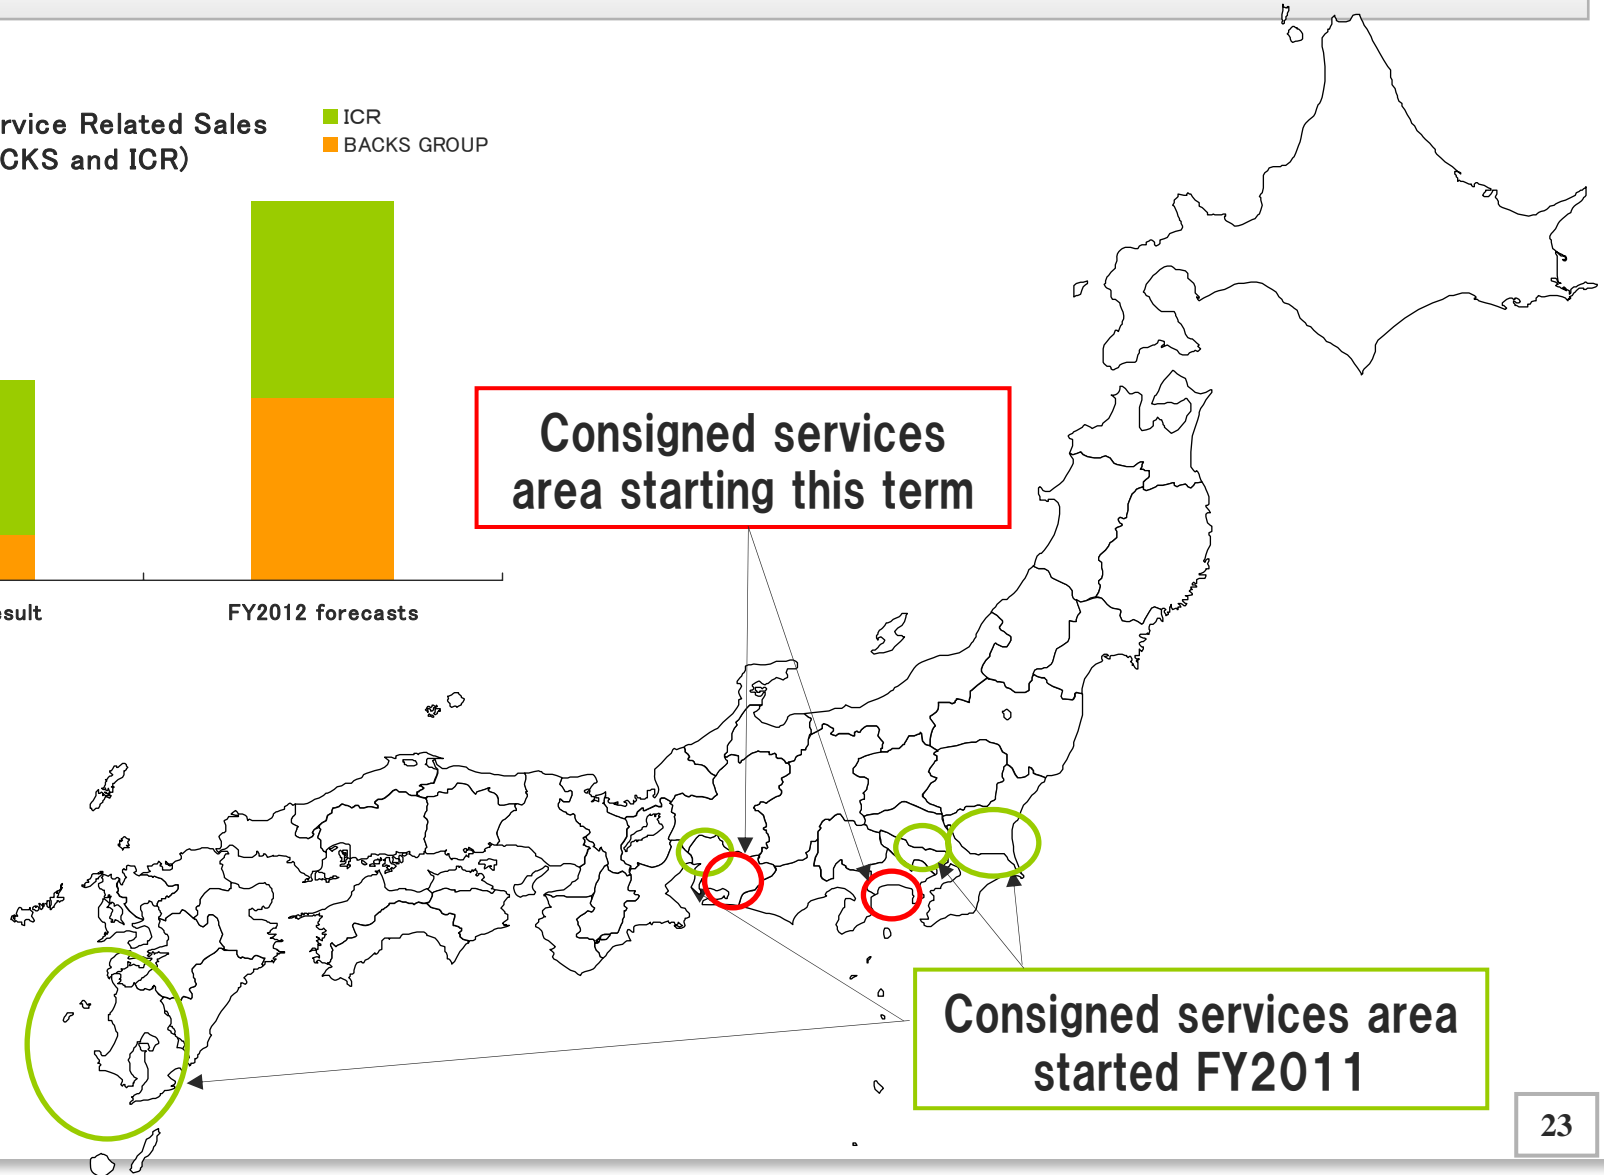 rvice Related Sales
CKS and ICR)
ICR
BACKS GROUP
esult
FY2012 forecasts
Consigned services
area starting this term
Consigned services area
started FY2011
23